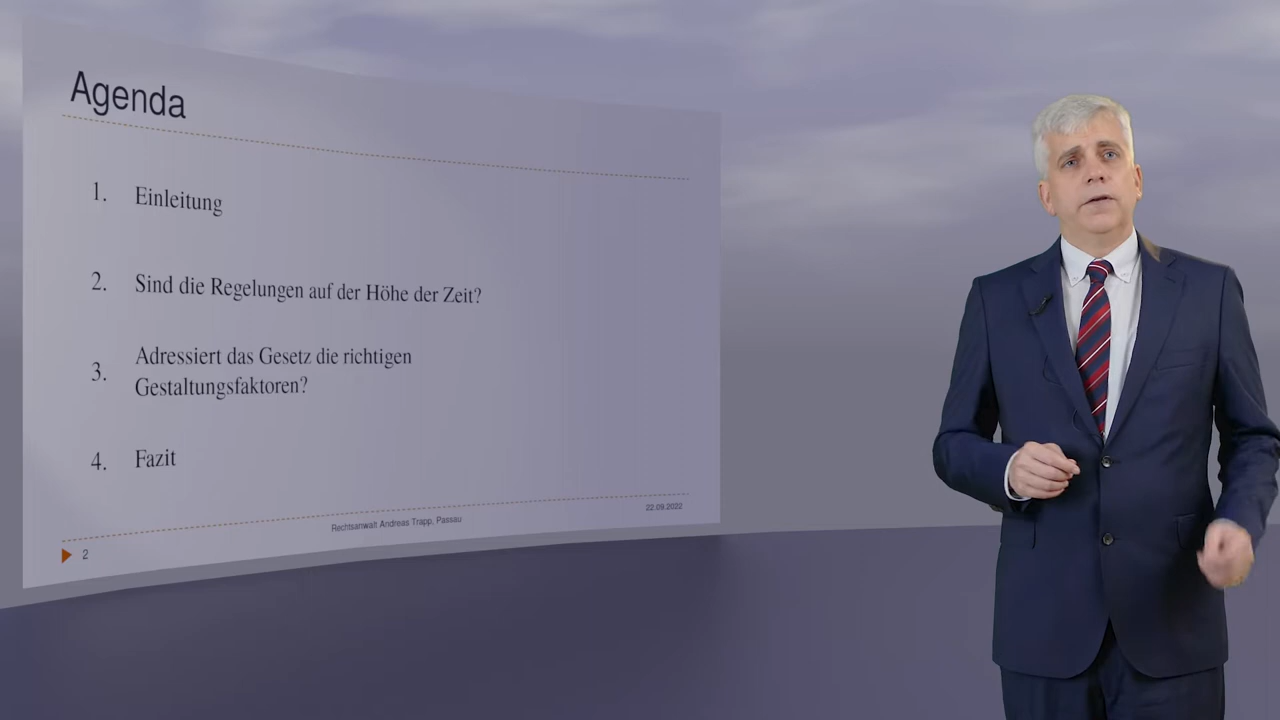 Agenda
1. Einleitung
2. Sind die Regelungen auf der Höhe der Zeit?
3. Adressiert das Gesetz die richtigen
Gestaltungsfaktoren?
4. Fazit
Rechtsanwalt Andreas Trapp, Passau
22.09.2022
2